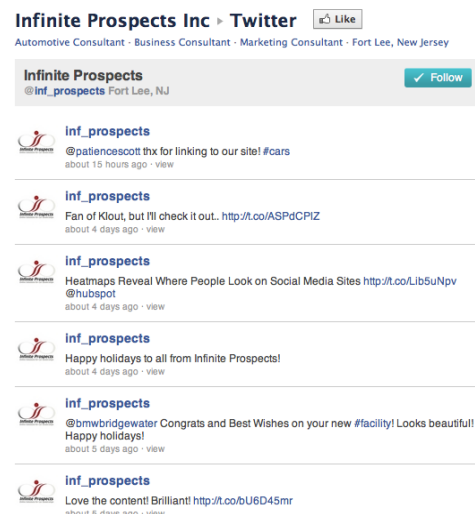 Infinite Prospects Inc ▸ Twitter Like
Automotive Consultant · Business Consultant · Marketing Consultant · Fort Lee, New Jersey
Infinite Prospects
@inf_prospects Fort Lee, NJ
✓ Follow
inf_prospects
@patiencescott thx for linking to our site! #cars
about 15 hours ago · view
inf_prospects
Fan of Klout, but I'll check it out.. http://t.co/ASPdCPIZ
about 4 days ago · view
inf_prospects
Heatmaps Reveal Where People Look on Social Media Sites http://t.co/Lib5uNpv
@hubspot
about 4 days ago · view
inf_prospects
Happy holidays to all from Infinite Prospects!
about 4 days ago · view
inf_prospects
@bmwbridgewater Congrats and Best Wishes on your new #facility! Looks beautiful!
Happy holidays!
about 5 days ago · view
inf_prospects
Love the content! Brilliant! http://t.co/bU6D45mr
about 5 days ago · view